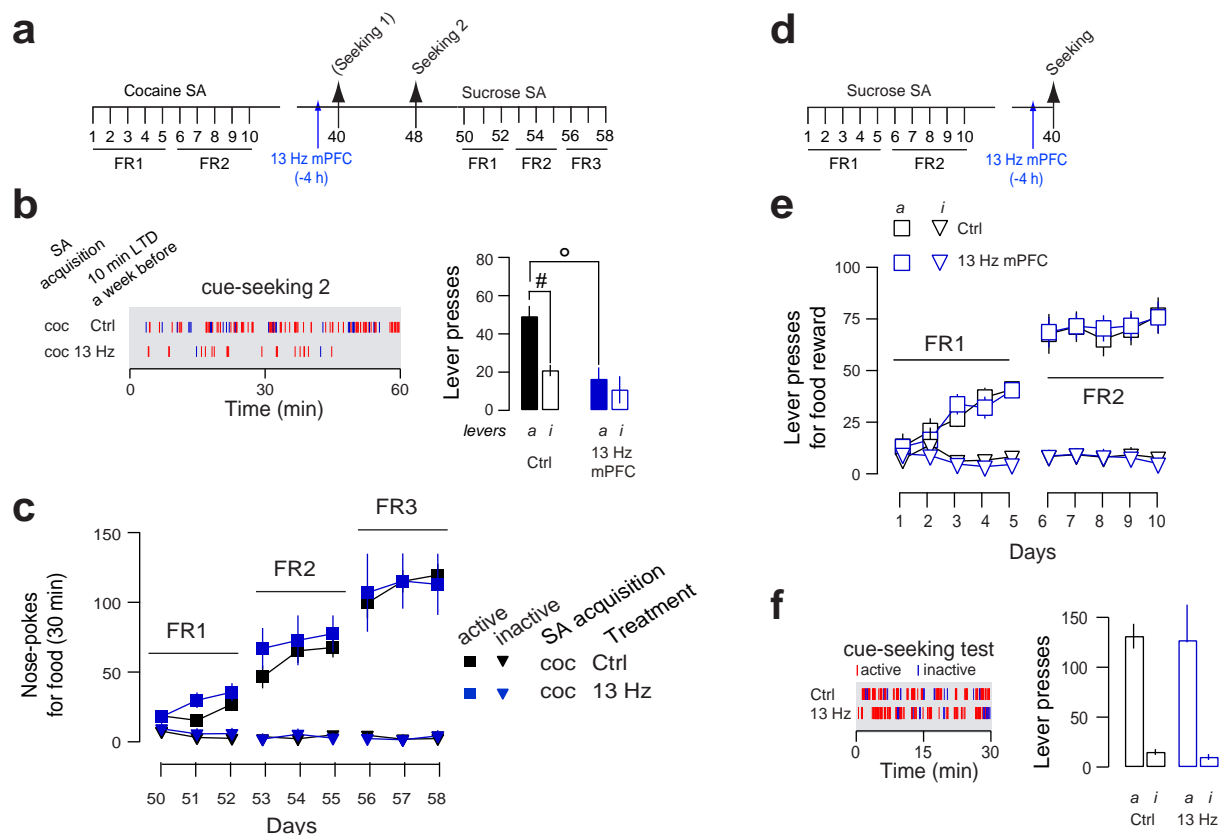 a
(Seeking 1)
Seeking 2
Cocaine SA
Sucrose SA
1 2 3 4 5 6 7 8 9 10
40
48
50 52 54 56 58
FR1
FR2
13 Hz mPFC
(-4 h)
FR1
FR2
FR3
d
Seeking
Sucrose SA
1 2 3 4 5 6 7 8 9 10
40
FR1
FR2
13 Hz mPFC
(-4 h)
b
SA
acquisition
10 min LTD
a week before
cue-seeking 2
coc Ctrl
coc 13 Hz
0 30 60
Time (min)
Lever presses
80
60
40
20
0
#
levers
a i a i
Ctrl
13 Hz
mPFC
c
Nose-pokes
for food (30 min)
150
100
50
0
FR1
FR2
FR3
50 51 52 53 54 55 56 57 58
Days
active
inactive
SA acquisition
Treatment
coc Ctrl
coc 13 Hz
e
a i
Ctrl
13 Hz mPFC
Lever presses
for food reward
100
75
50
25
0
FR1
FR2
1 2 3 4 5 6 7 8 9 10
Days
f
cue-seeking test
active inactive
Ctrl
13 Hz
0 15 30
Time (min)
Lever presses
150
100
50
0
a i a i
Ctrl 13 Hz